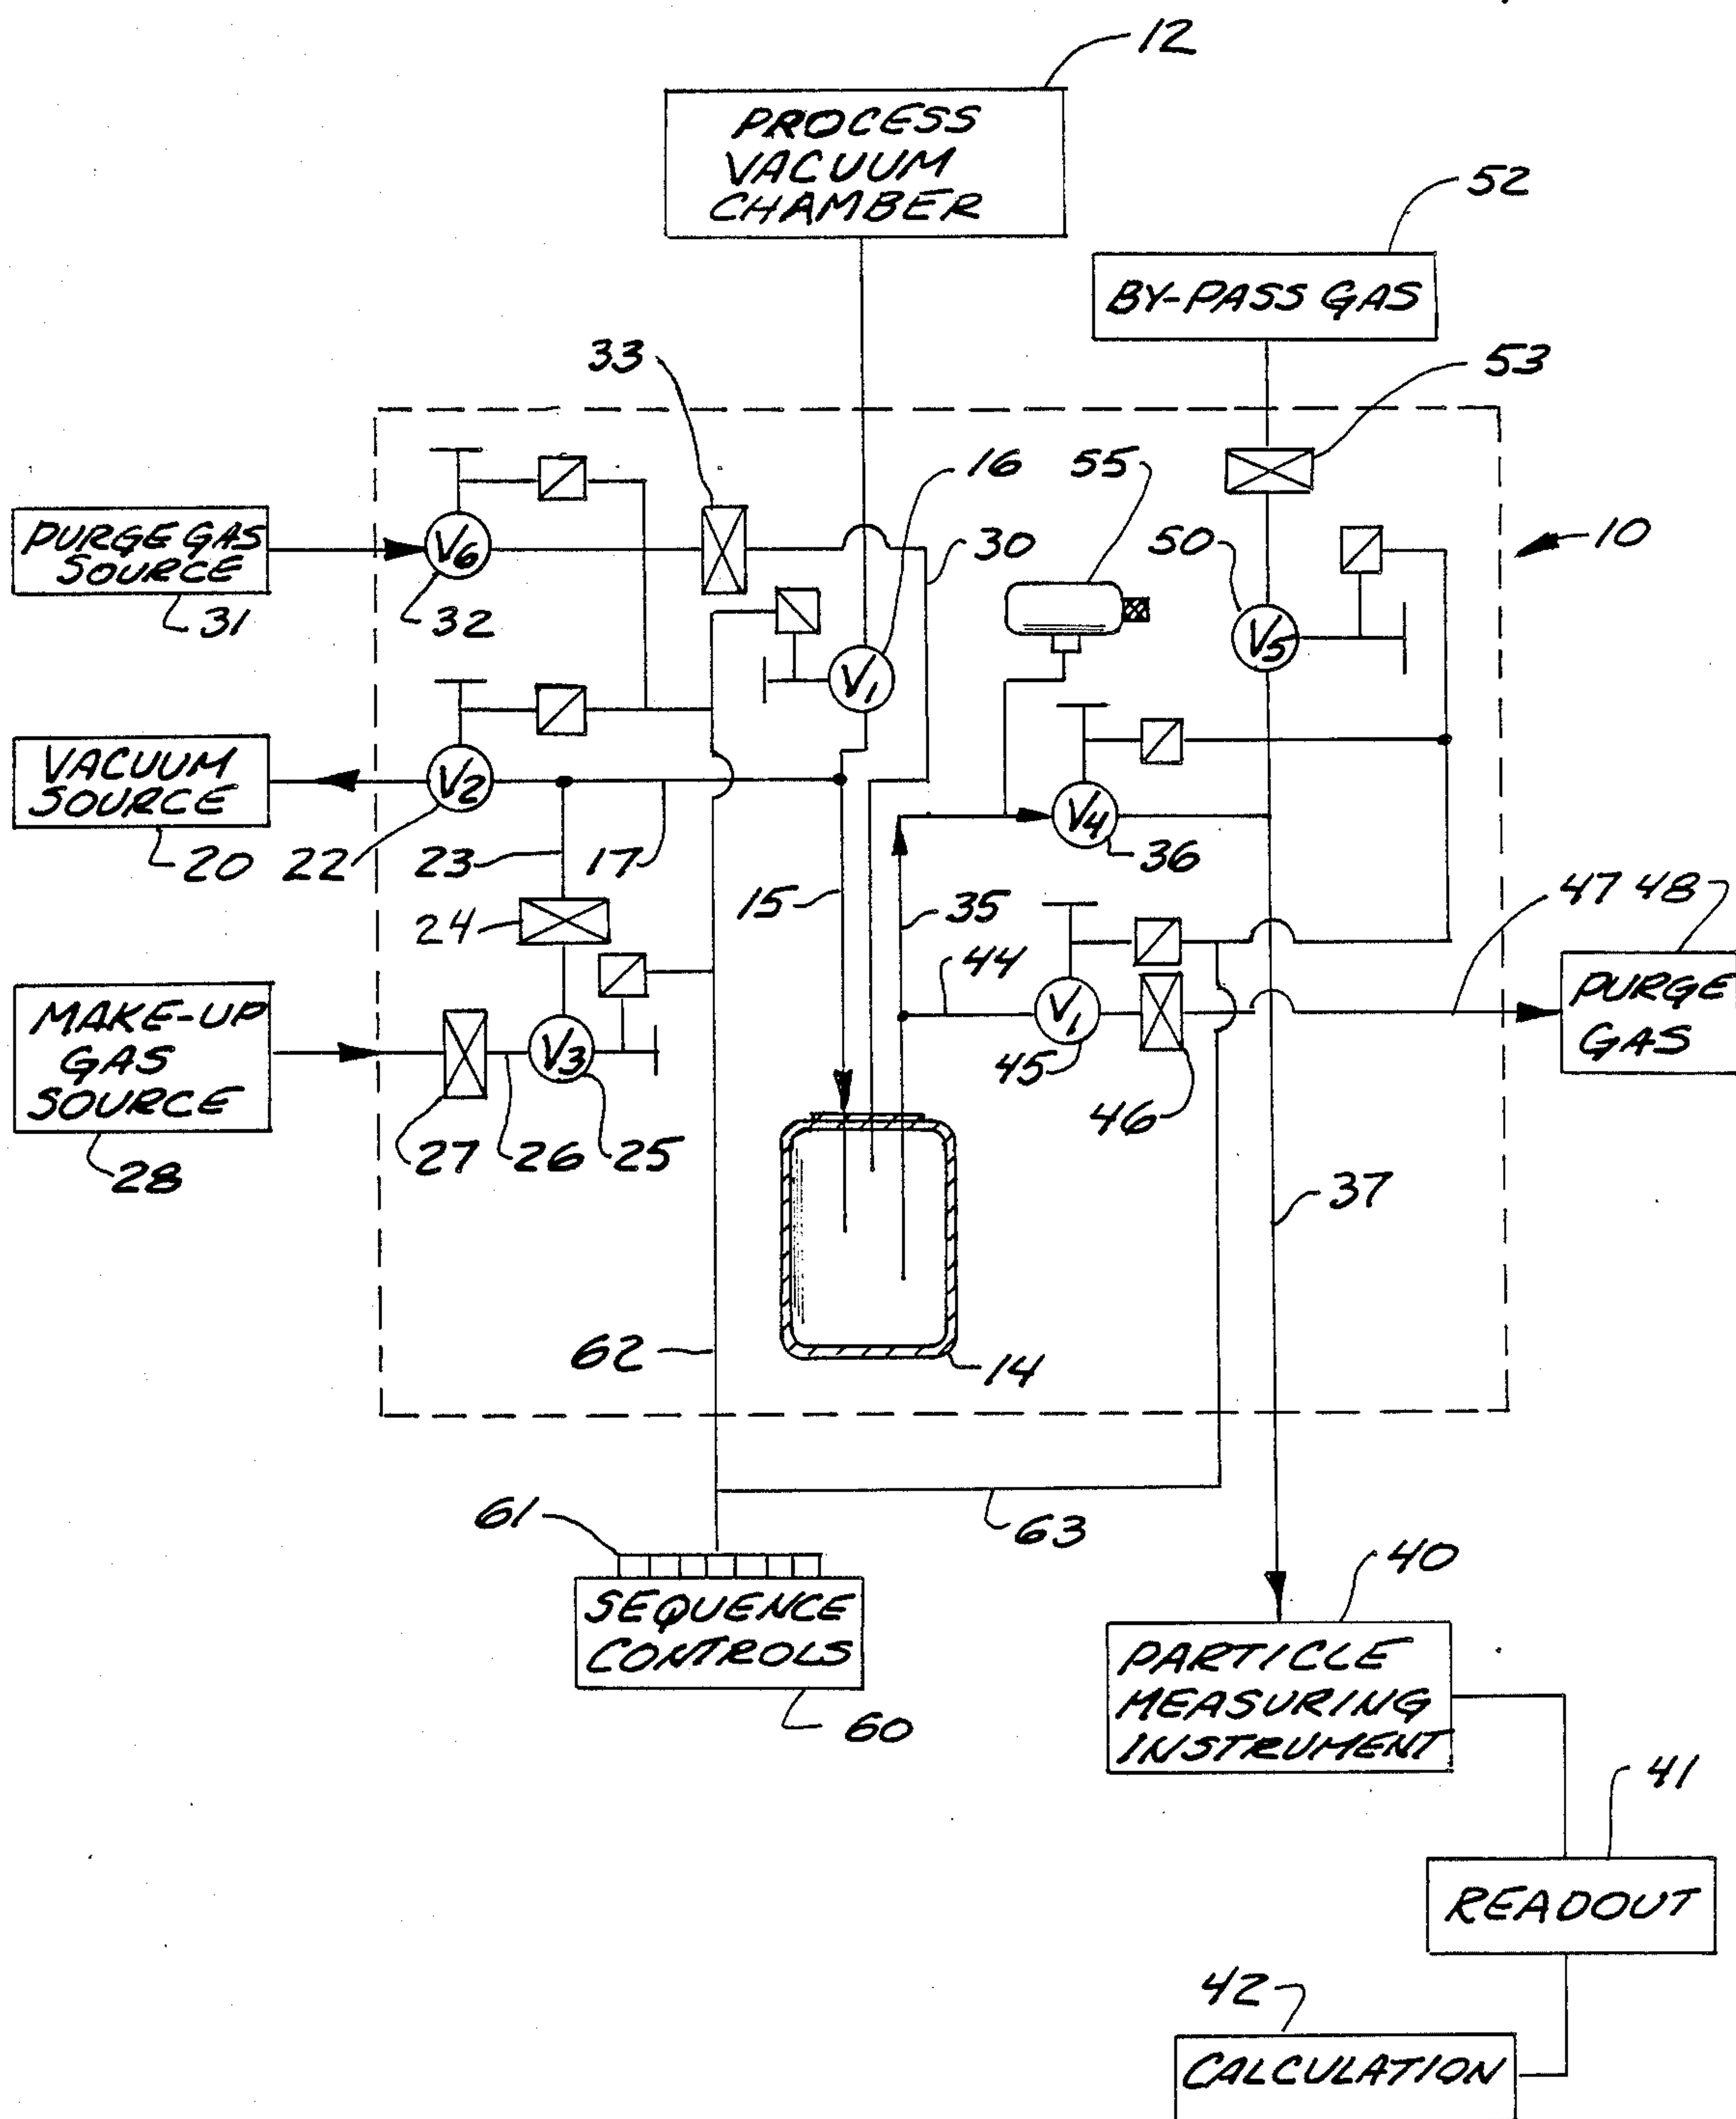 12
PROCESS
VACUUM
CHAMBER
52
BY-PASS GAS
33
53
16
55
PURGE GAS
SOURCE
V6
30
50
10
31
32
V1
V5
VACUUM
SOURCE
V2
V4
20
22
23
17
36
15
35
47
48
24
44
MAKE-UP
GAS
SOURCE
V3
V1
PURGE
GAS
45
46
27
26
25
28
37
62
14
61
63
40
SEQUENCE
CONTROLS
PARTICLE
MEASURING
INSTRUMENT
60
41
READOUT
42
CALCULATION